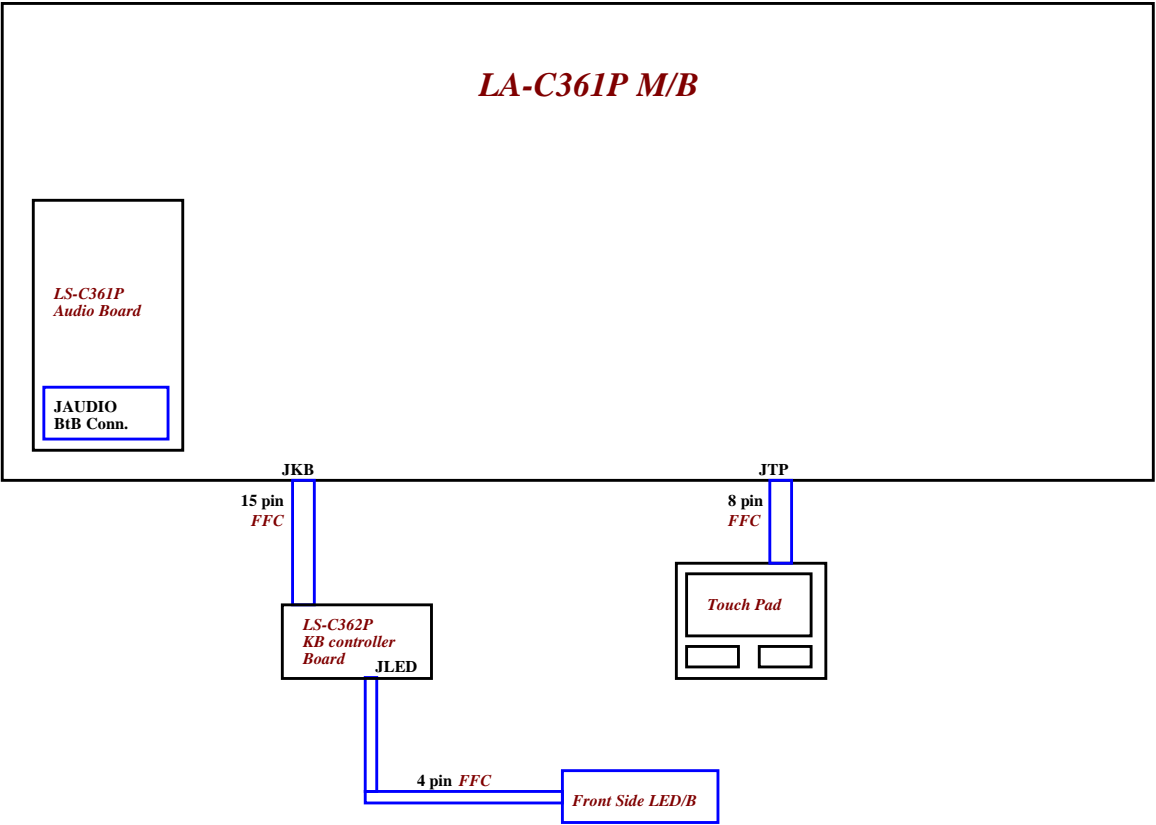 LA-C361P M/B
LS-C361P
Audio Board
JAUDIO
BtB Conn.
JKB
JTP
15 pin
FFC
8 pin
FFC
Touch Pad
LS-C362P
KB controller
Board
JLED
4 pin FFC
Front Side LED/B